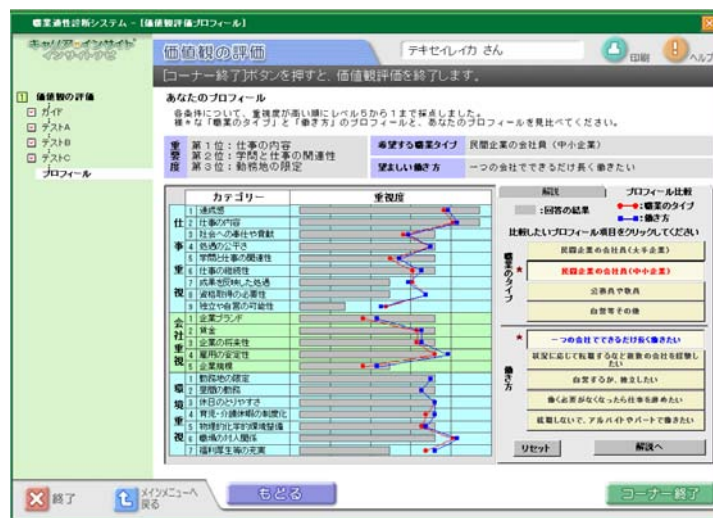 職業適性診断システム - [価値観評価プロフィール]
キャリア・インサイト
価値観の評価
テキセイレイカ さん
印刷
ヘルプ
[コーナー終了]ボタンを押すと、価値観評価を終了します。
1 価値観の評価
ガイド
テストA
テストB
テストC
プロフィール
あなたのプロフィール
各条件について、重視度が高い順にレベル5から1まで採点しました。
様々な「職業のタイプ」と「働き方」のプロフィールと、あなたのプロフィールを見比べてください。
重要度
第1位：仕事の内容
第2位：学問と仕事の関連性
第3位：勤務地の限定
希望する職業タイプ
民間企業の会社員（中小企業）
望ましい働き方
一つの会社でできるだけ長く働きたい
カテゴリー
重視度
仕事重視
1 達成感
2 仕事の内容
3 社会への奉仕や貢献
4 処遇の公平さ
5 学問と仕事の関連性
6 仕事の継続性
7 成果を反映した処遇
8 資格取得の必要性
9 独立や自営の可能性
会社重視
1 企業ブランド
2 賃金
3 企業の将来性
4 雇用の安定性
5 企業規模
環境重視
1 勤務地の限定
2 昼間の勤務
3 休日のとりやすさ
4 育児・介護休暇の制度化
5 物理的化学的環境整備
6 職場の対人関係
7 福利厚生等の充実
解説
プロフィール比較
：回答の結果
：職業のタイプ
：働き方
比較したいプロフィール項目をクリックしてください
職業のタイプ
民間企業の会社員(大手企業)
* 民間企業の会社員(中小企業)
公務員や教員
自営業その他
働き方
* 一つの会社でできるだけ長く働きたい
状況に応じて転職するなど複数の会社を経験したい
自営するか、独立したい
働く必要がなくなったら仕事を辞めたい
就職しないで、アルバイトやパートで働きたい
リセット
解説へ
終了
メインメニューへ
戻る
もどる
コーナー終了